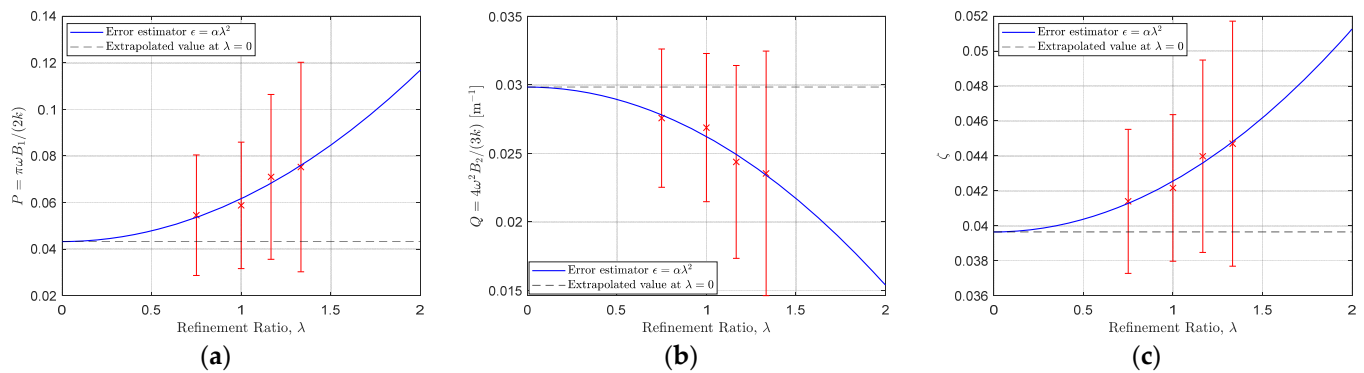 0.14
0.12
0.1
0.08
0.06
0.04
0.02
P = πωB₁/(2k)
Error estimator ϵ = αλ²
Extrapolated value at λ = 0
0 0.5 1 1.5 2
Refinement Ratio, λ
(a)
0.035
0.03
0.025
0.02
0.015
Q = 4ω²B₂/(3k) [m⁻¹]
Error estimator ϵ = αλ²
Extrapolated value at λ = 0
0 0.5 1 1.5 2
Refinement Ratio, λ
(b)
0.052
0.05
0.048
0.046
0.044
0.042
0.04
0.038
0.036
ζ
Error estimator ϵ = αλ²
Extrapolated value at λ = 0
0 0.5 1 1.5 2
Refinement Ratio, λ
(c)